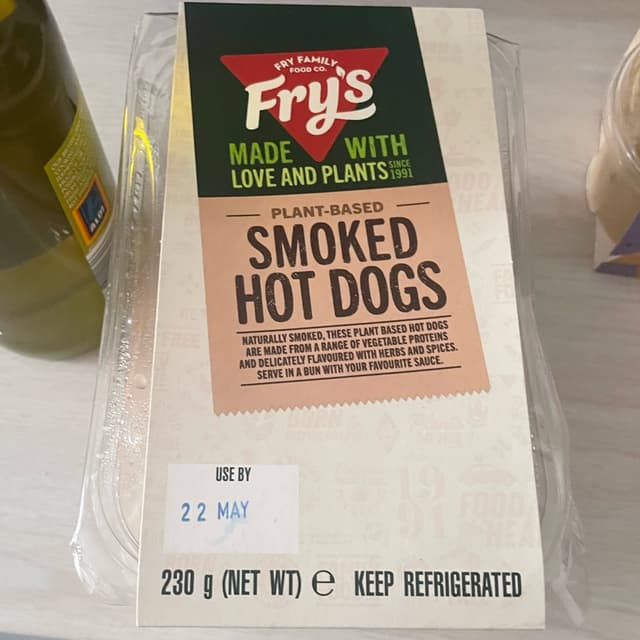 FRY FAMILY
FOOD CO.
Fry's
MADE WITH
LOVE AND PLANTS SINCE 1991
PLANT-BASED
SMOKED
HOT DOGS
NATURALLY SMOKED, THESE PLANT BASED HOT DOGS
ARE MADE FROM A RANGE OF VEGETABLE PROTEINS
AND DELICATELY FLAVOURED WITH HERBS AND SPICES.
SERVE IN A BUN WITH YOUR FAVOURITE SAUCE.
USE BY
22 MAY
230 g (NET WT) e KEEP REFRIGERATED